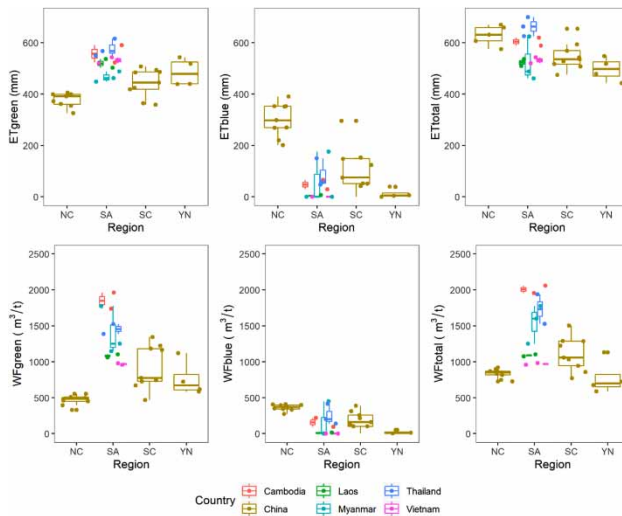 ETgreen (mm)
600
400
200
0
NC SA SC YN
Region
ETblue (mm)
600
400
200
0
NC SA SC YN
Region
ETtotal (mm)
600
400
200
0
NC SA SC YN
Region
WFgreen ( m³/t)
2500
2000
1500
1000
500
0
NC SA SC YN
Region
WFblue ( m³/t)
2500
2000
1500
1000
500
0
NC SA SC YN
Region
WFtotal ( m³/t)
2500
2000
1500
1000
500
0
NC SA SC YN
Region
Country
Cambodia Laos Thailand
China Myanmar Vietnam